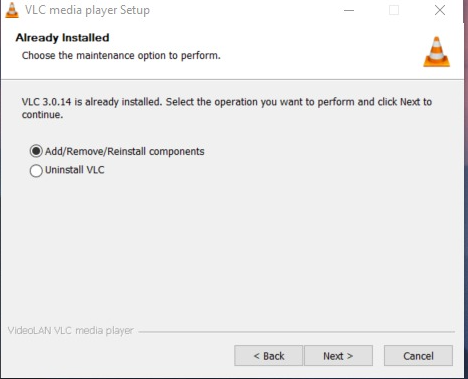 VLC media player Setup
Already Installed
Choose the maintenance option to perform.
VLC 3.0.14 is already installed. Select the operation you want to perform and click Next to
continue.
Add/Remove/Reinstall components
Uninstall VLC
VideoLAN VLC media player
< Back
Next >
Cancel